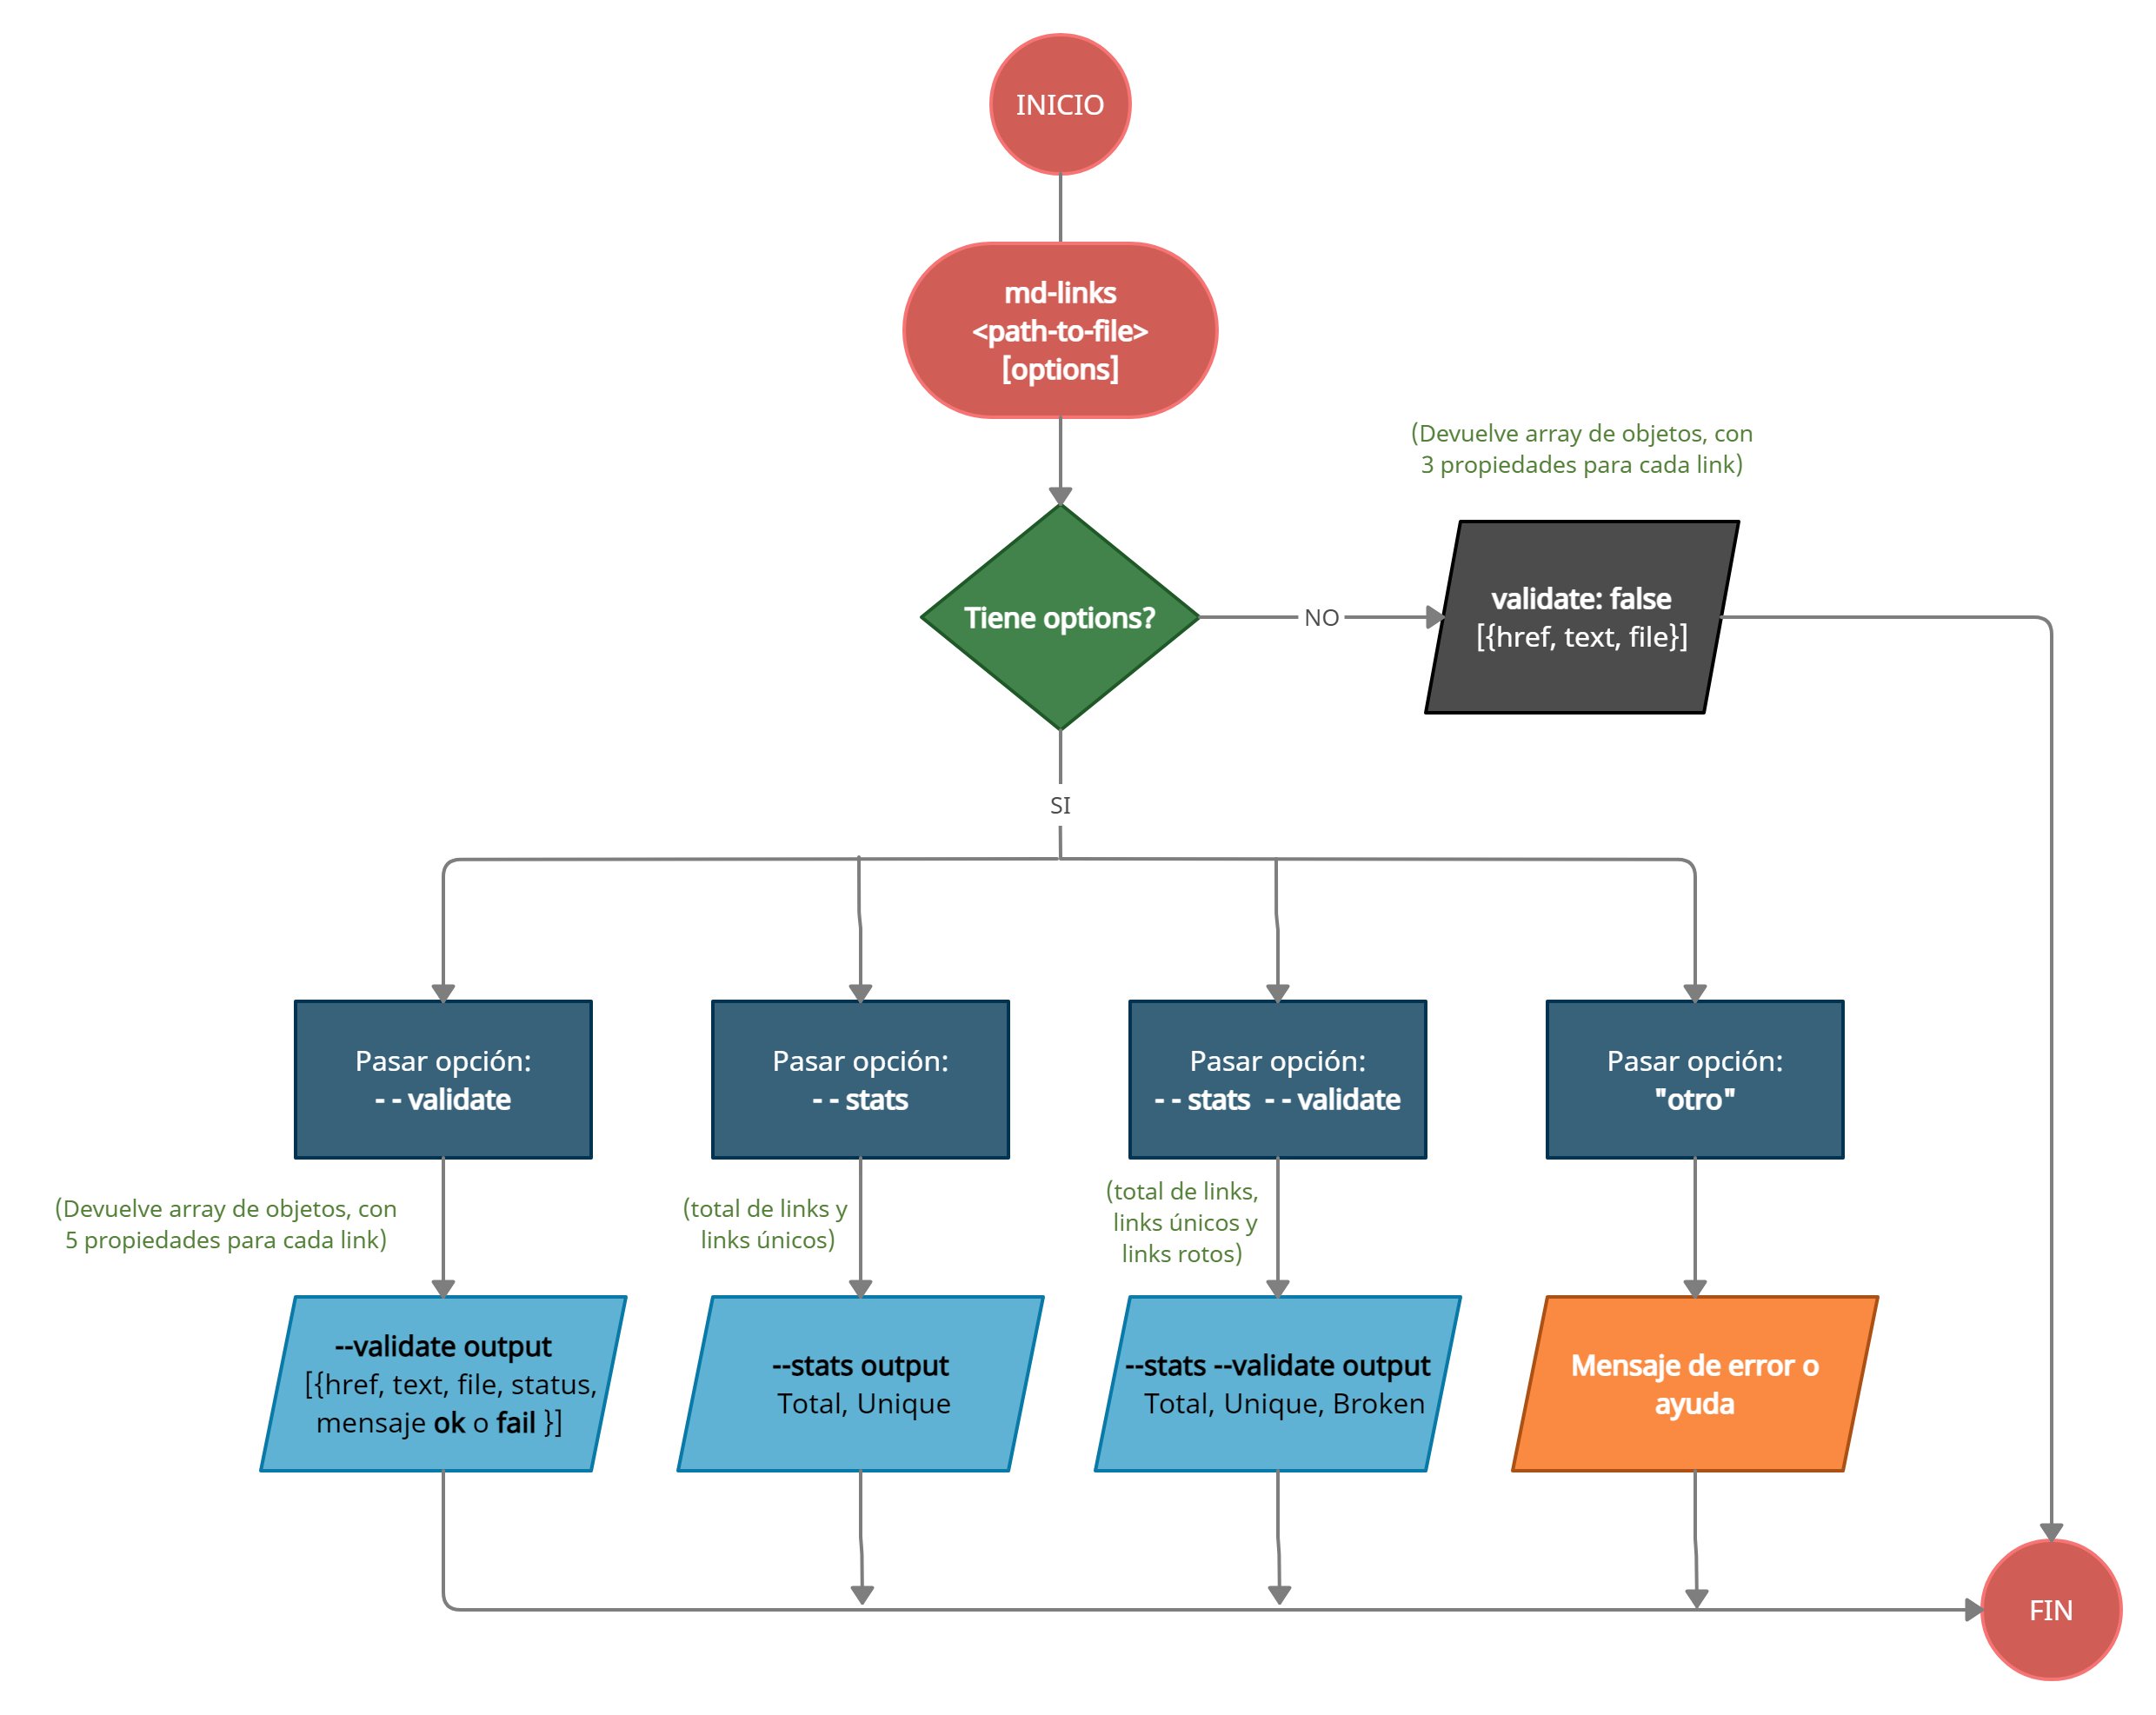 INICIO
md-links
<path-to-file>
[options]
(Devuelve array de objetos, con
3 propiedades para cada link)
Tiene options?
NO
validate: false
[{href, text, file}]
SI
Pasar opción:
- - validate
Pasar opción:
- - stats
Pasar opción:
- - stats  - - validate
Pasar opción:
"otro"
(Devuelve array de objetos, con
5 propiedades para cada link)
(total de links y
links únicos)
(total de links,
links únicos y
links rotos)
--validate output
[{href, text, file, status,
mensaje ok o fail }]
--stats output
Total, Unique
--stats --validate output
Total, Unique, Broken
Mensaje de error o
ayuda
FIN